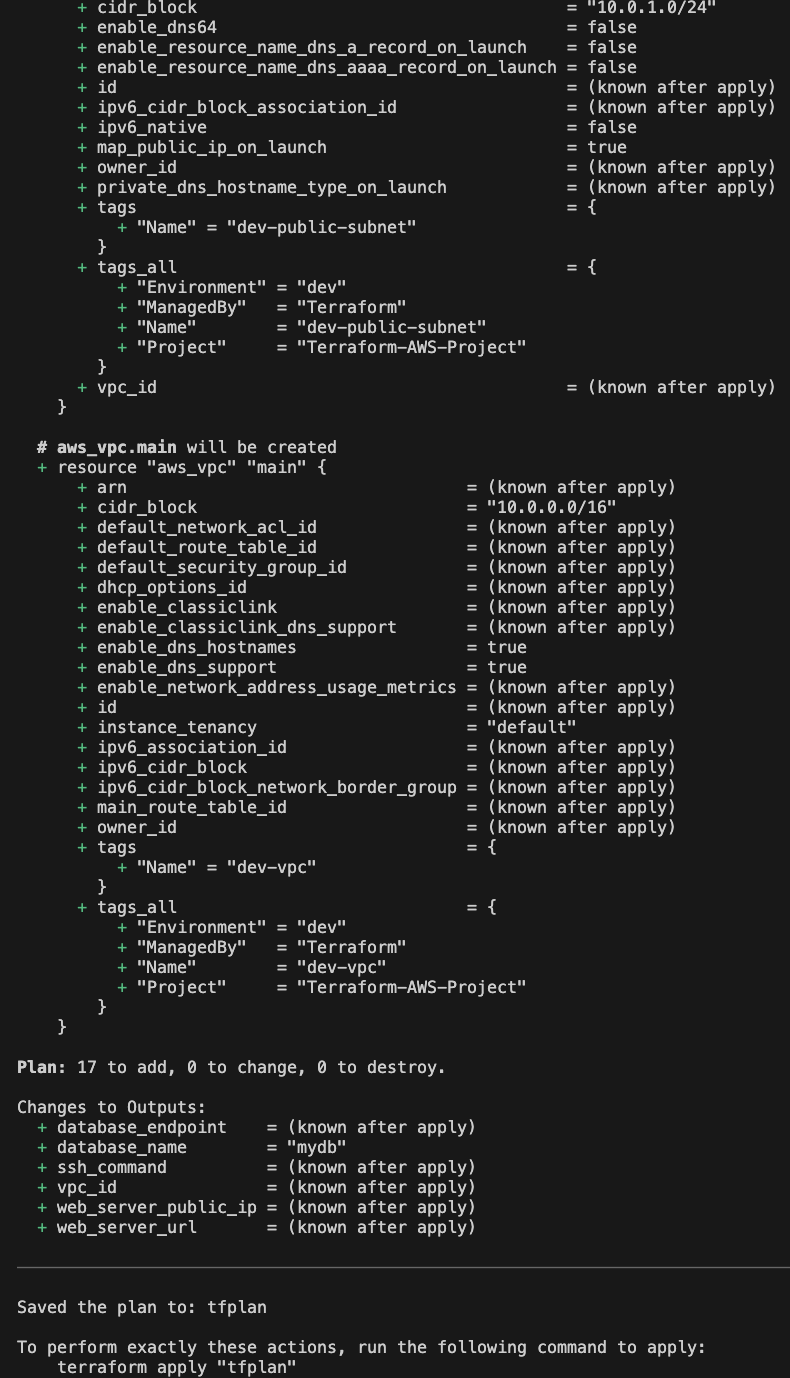 + cidr_block                                     = "10.0.1.0/24"
+ enable_dns64                                   = false
+ enable_resource_name_dns_a_record_on_launch    = false
+ enable_resource_name_dns_aaaa_record_on_launch = false
+ id                                             = (known after apply)
+ ipv6_cidr_block_association_id                 = (known after apply)
+ ipv6_native                                    = false
+ map_public_ip_on_launch                        = true
+ owner_id                                       = (known after apply)
+ private_dns_hostname_type_on_launch            = (known after apply)
+ tags                                           = {
+ "Name" = "dev-public-subnet"
}
+ tags_all                                       = {
+ "Environment" = "dev"
+ "ManagedBy"   = "Terraform"
+ "Name"        = "dev-public-subnet"
+ "Project"     = "Terraform-AWS-Project"
}
+ vpc_id                                         = (known after apply)
}
# aws_vpc.main will be created
+ resource "aws_vpc" "main" {
+ arn                                  = (known after apply)
+ cidr_block                           = "10.0.0.0/16"
+ default_network_acl_id               = (known after apply)
+ default_route_table_id               = (known after apply)
+ default_security_group_id            = (known after apply)
+ dhcp_options_id                      = (known after apply)
+ enable_classiclink                   = (known after apply)
+ enable_classiclink_dns_support       = (known after apply)
+ enable_dns_hostnames                 = true
+ enable_dns_support                   = true
+ enable_network_address_usage_metrics = (known after apply)
+ id                                   = (known after apply)
+ instance_tenancy                     = "default"
+ ipv6_association_id                  = (known after apply)
+ ipv6_cidr_block                      = (known after apply)
+ ipv6_cidr_block_network_border_group = (known after apply)
+ main_route_table_id                  = (known after apply)
+ owner_id                             = (known after apply)
+ tags                                 = {
+ "Name" = "dev-vpc"
}
+ tags_all                             = {
+ "Environment" = "dev"
+ "ManagedBy"   = "Terraform"
+ "Name"        = "dev-vpc"
+ "Project"     = "Terraform-AWS-Project"
}
}
Plan: 17 to add, 0 to change, 0 to destroy.
Changes to Outputs:
+ database_endpoint    = (known after apply)
+ database_name        = "mydb"
+ ssh_command          = (known after apply)
+ vpc_id               = (known after apply)
+ web_server_public_ip = (known after apply)
+ web_server_url       = (known after apply)
Saved the plan to: tfplan
To perform exactly these actions, run the following command to apply:
terraform apply "tfplan"